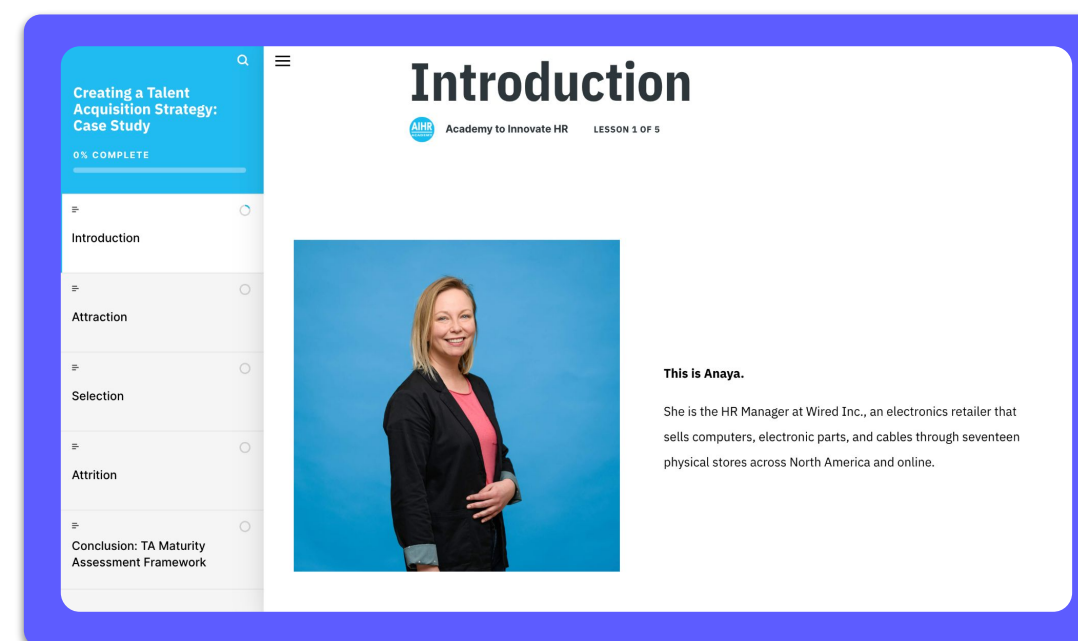 Creating a Talent
Acquisition Strategy:
Case Study
0% COMPLETE
Introduction
Attraction
Selection
Attrition
Conclusion: TA Maturity
Assessment Framework
Introduction
AIHR
Academy to Innovate HR LESSON 1 OF 5
This is Anaya.
She is the HR Manager at Wired Inc., an electronics retailer that
sells computers, electronic parts, and cables through seventeen
physical stores across North America and online.